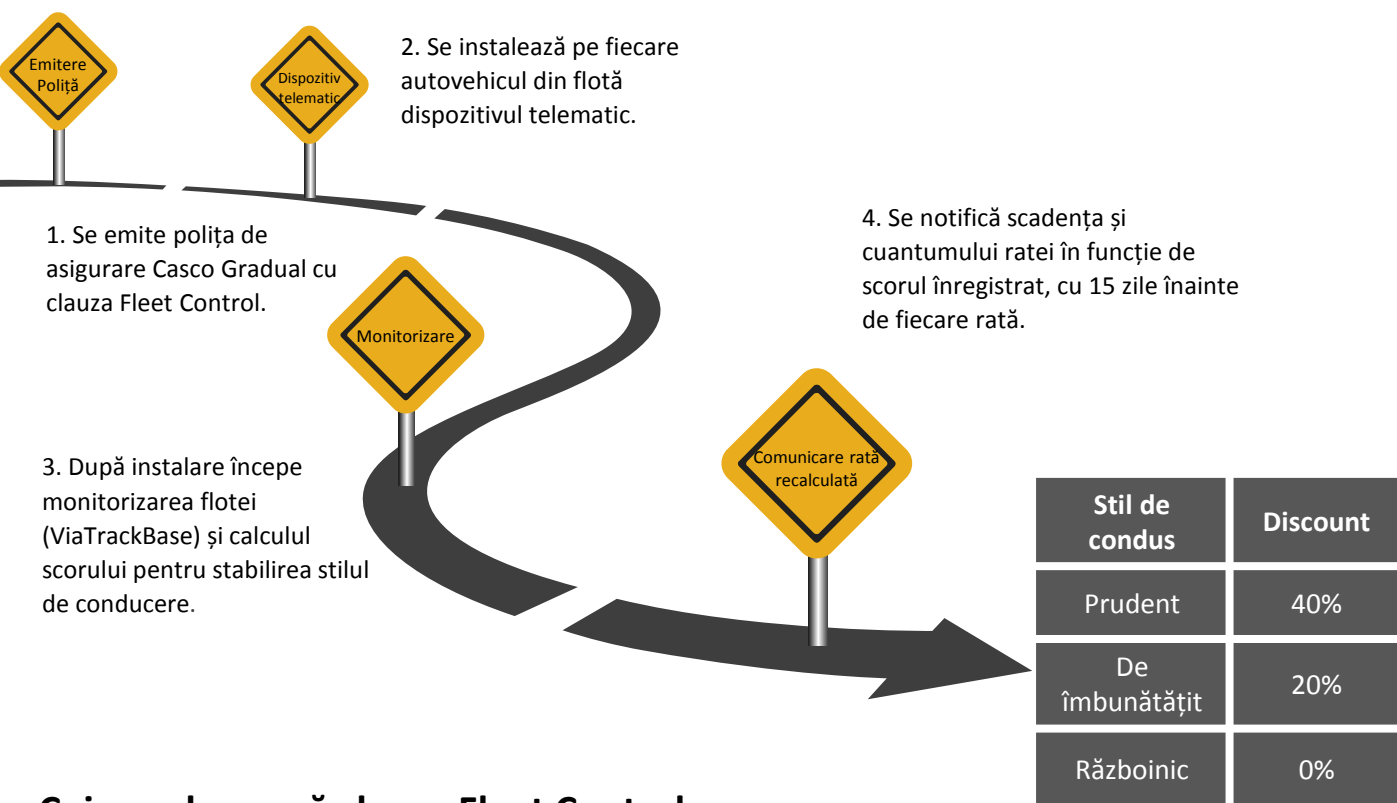 Emitere
Poliță
Dispozitiv
telematic
2. Se instalează pe fiecare
autovehicul din flotă
dispozitivul telematic.
1. Se emite polița de
asigurare Casco Gradual cu
clauza Fleet Control.
4. Se notifică scadența și
cuantumului ratei în funcție de
scorul înregistrat, cu 15 zile înainte
de fiecare rată.
Monitorizare
3. După instalare începe
monitorizarea flotei
(ViaTrackBase) și calculul
scorului pentru stabilirea stilul
de conducere.
Comunicare rată
recalculată
Stil de
condus
Discount
Prudent
40%
De
îmbunătățit
20%
Războinic
0%
Fleet Control